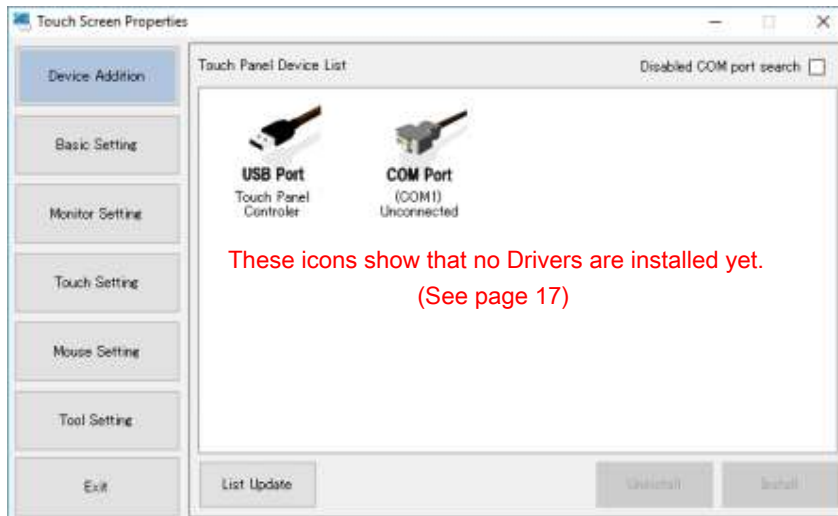 Touch Screen Properties
Device Addition
Basic Setting
Monitor Setting
Touch Setting
Mouse Setting
Tool Setting
Exit
Touch Panel Device List
Disabled COM port search
USB Port
Touch Panel
Controler
COM Port
(COM1)
Unconnected
These icons show that no Drivers are installed yet.
(See page 17)
List Update
Uninstall
Install